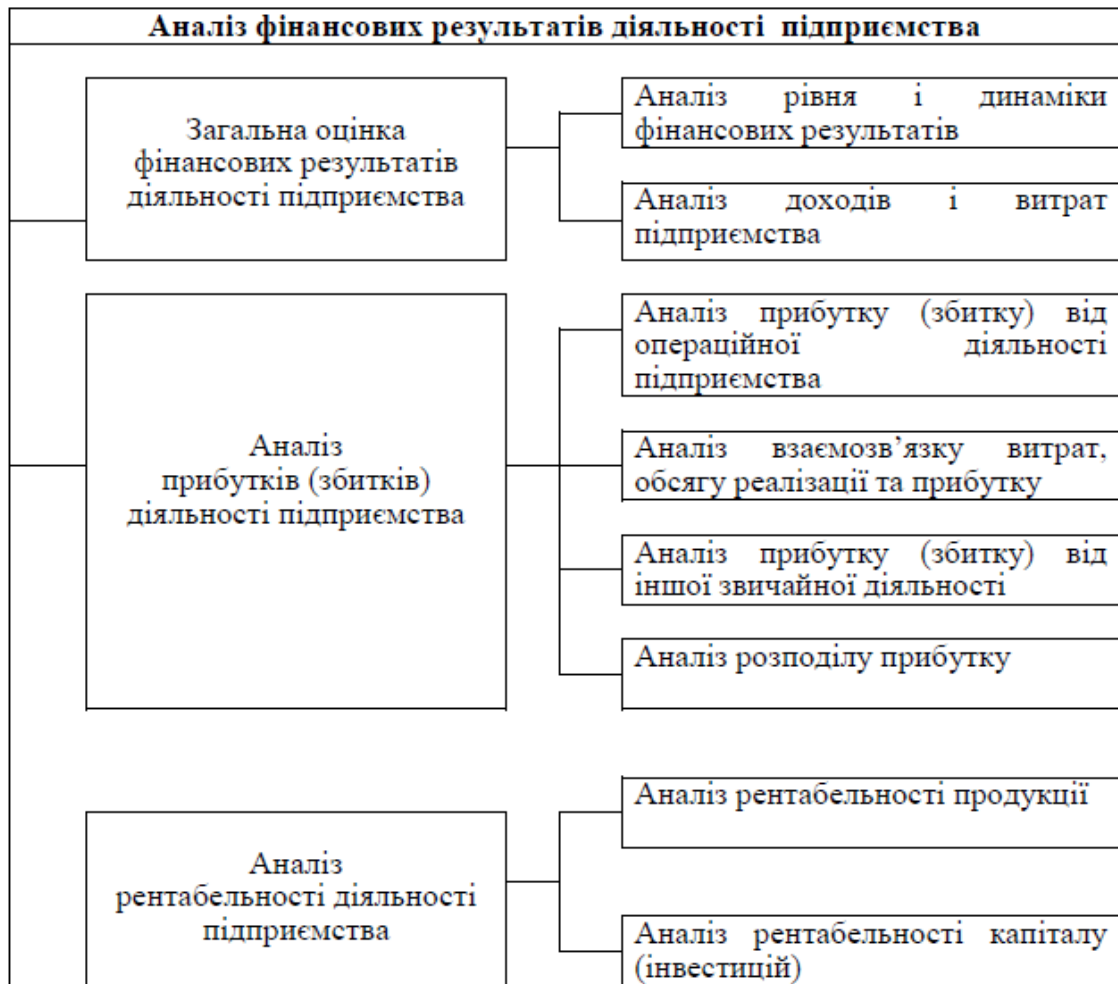 Аналіз фінансових результатів діяльності підприємства
Загальна оцінка
фінансових результатів
діяльності підприємства
Аналіз рівня і динаміки
фінансових результатів
Аналіз доходів і витрат
підприємства
Аналіз
прибутків (збитків)
діяльності підприємства
Аналіз прибутку (збитку) від
операційної діяльності
підприємства
Аналіз взаємозв’язку витрат,
обсягу реалізації та прибутку
Аналіз прибутку (збитку) від
іншої звичайної діяльності
Аналіз розподілу прибутку
Аналіз
рентабельності діяльності
підприємства
Аналіз рентабельності продукції
Аналіз рентабельності капіталу
(інвестицій)